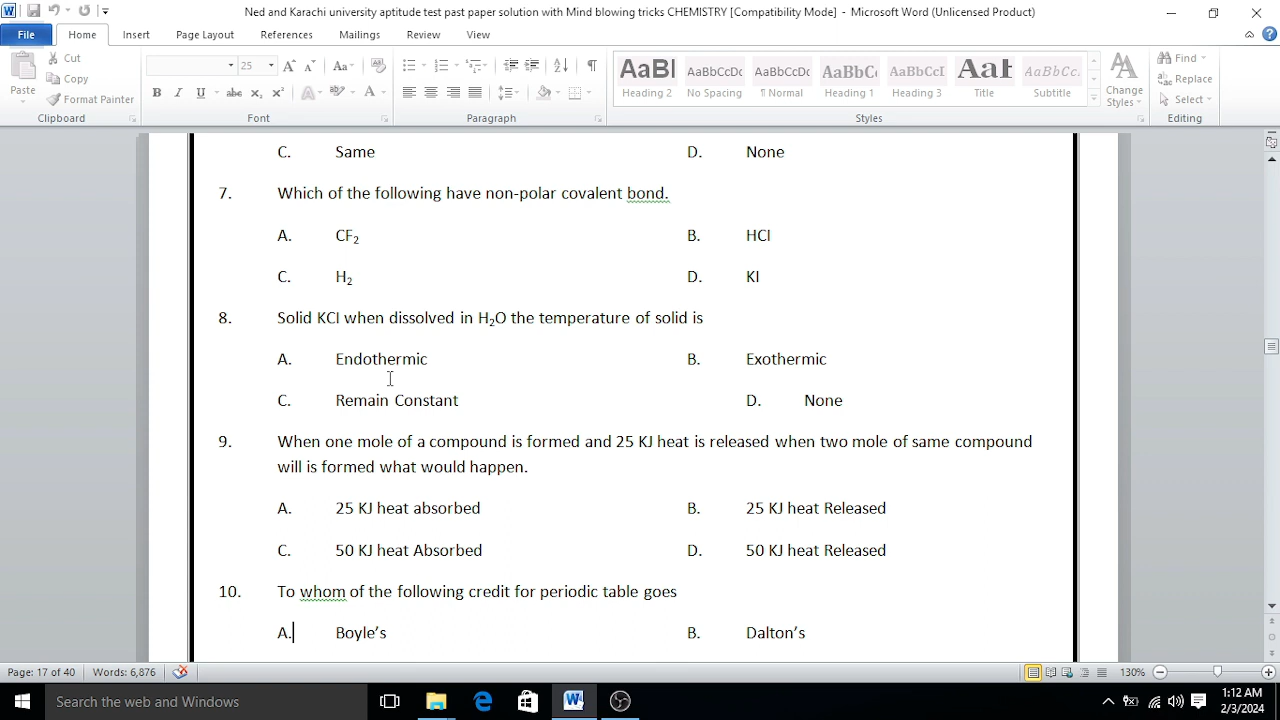 Ned and Karachi university aptitude test past paper solution with Mind blowing tricks CHEMISTRY [Compatibility Mode] - Microsoft Word (Unlicensed Product)
File Home Insert Page Layout References Mailings Review View
Paste
Cut
Copy
Format Painter
25
Aa
B I U abc x₂ x² A A
AaBl AaBbCcDc AaBbCcDc AaBbCc AaBbCcI AaI AaBbCc.
Heading 2 No Spacing ¶ Normal Heading 1 Heading 3 Title Subtitle
Change Styles
Find
Replace
Select
Clipboard Font Paragraph Styles Editing
C. Same D. None
7. Which of the following have non-polar covalent bond.
A. CF₂ B. HCl
C. H₂ D. KI
8. Solid KCl when dissolved in H₂O the temperature of solid is
A. Endothermic B. Exothermic
C. Remain Constant D. None
9. When one mole of a compound is formed and 25 KJ heat is released when two mole of same compound
will is formed what would happen.
A. 25 KJ heat absorbed B. 25 KJ heat Released
C. 50 KJ heat Absorbed D. 50 KJ heat Released
10. To whom of the following credit for periodic table goes
A. Boyle's B. Dalton's
Page: 17 of 40 Words: 6,876 130%
Search the web and Windows
1:12 AM
2/3/2024